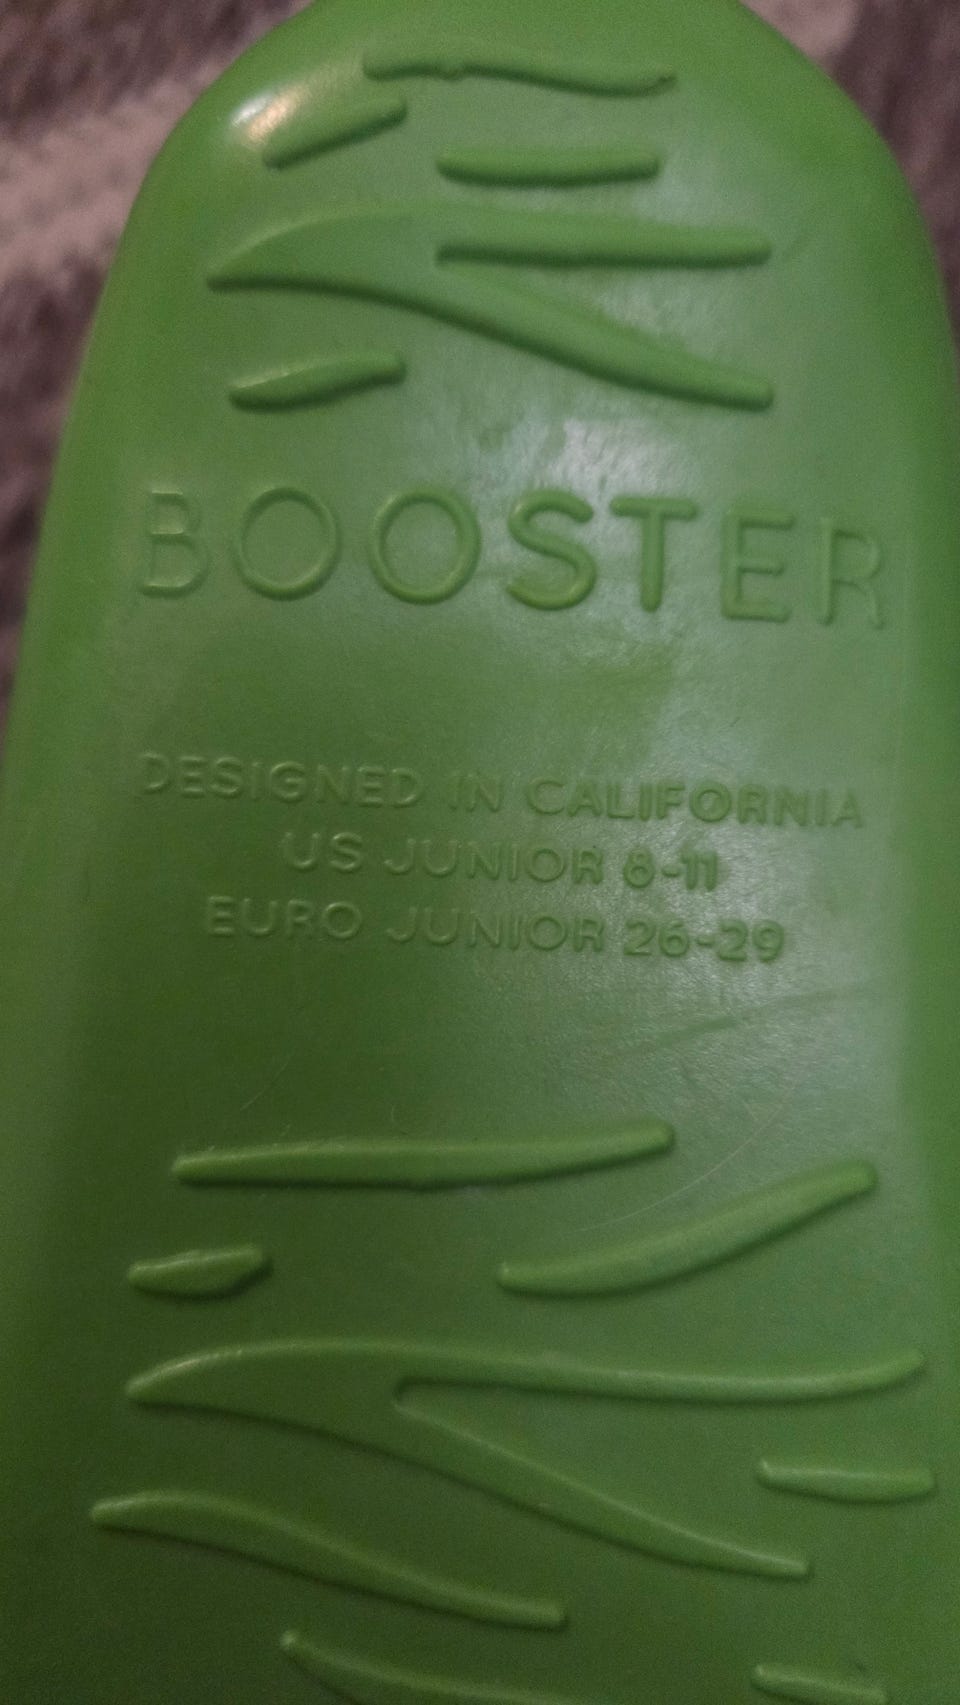 BOOSTER
DESIGNED IN CALIFORNIA
US JUNIOR 8-11
EURO JUNIOR 26-29